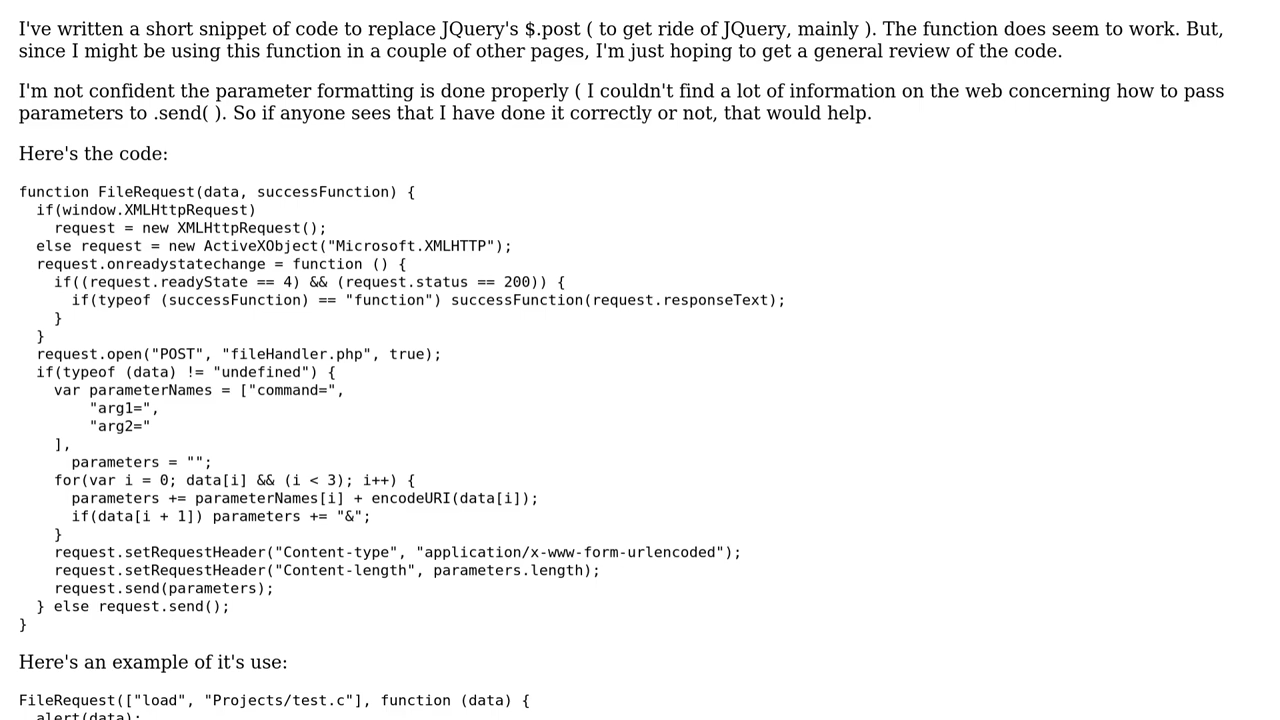 I've written a short snippet of code to replace JQuery's $.post ( to get ride of JQuery, mainly ). The function does seem to work. But,
since I might be using this function in a couple of other pages, I'm just hoping to get a general review of the code.
I'm not confident the parameter formatting is done properly ( I couldn't find a lot of information on the web concerning how to pass
parameters to .send( ). So if anyone sees that I have done it correctly or not, that would help.
Here's the code:
function FileRequest(data, successFunction) {
  if(window.XMLHttpRequest)
    request = new XMLHttpRequest();
  else request = new ActiveXObject("Microsoft.XMLHTTP");
  request.onreadystatechange = function () {
    if((request.readyState == 4) && (request.status == 200)) {
      if(typeof (successFunction) == "function") successFunction(request.responseText);
    }
  }
  request.open("POST", "fileHandler.php", true);
  if(typeof (data) != "undefined") {
    var parameterNames = ["command=",
        "arg1=",
        "arg2="
    ],
      parameters = "";
    for(var i = 0; data[i] && (i < 3); i++) {
      parameters += parameterNames[i] + encodeURI(data[i]);
      if(data[i + 1]) parameters += "&";
    }
    request.setRequestHeader("Content-type", "application/x-www-form-urlencoded");
    request.setRequestHeader("Content-length", parameters.length);
    request.send(parameters);
  } else request.send();
}
Here's an example of it's use:
FileRequest(["load", "Projects/test.c"], function (data) {
  alert(data);